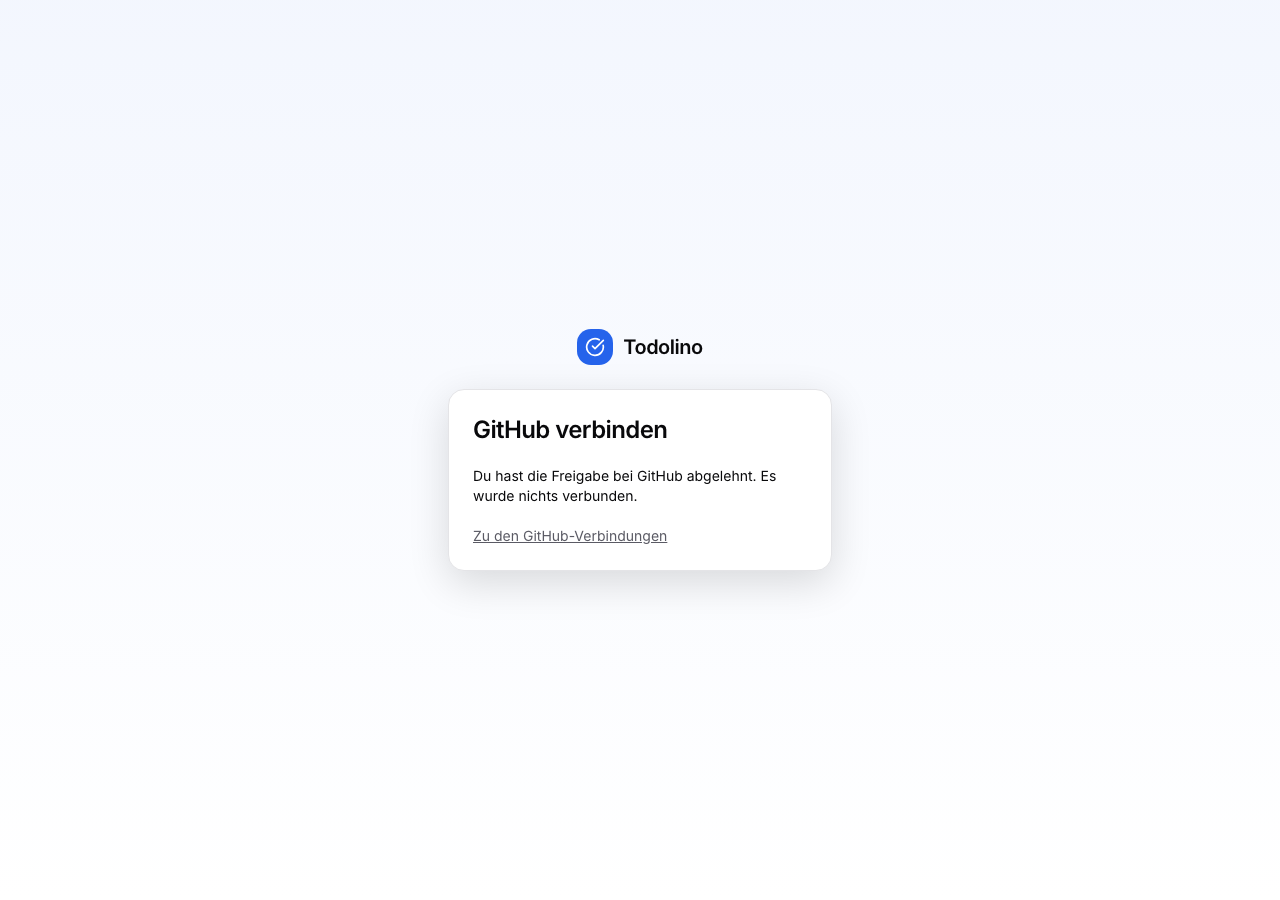 Todolino
GitHub verbinden
Du hast die Freigabe bei GitHub abgelehnt. Es
wurde nichts verbunden.
Zu den GitHub-Verbindungen